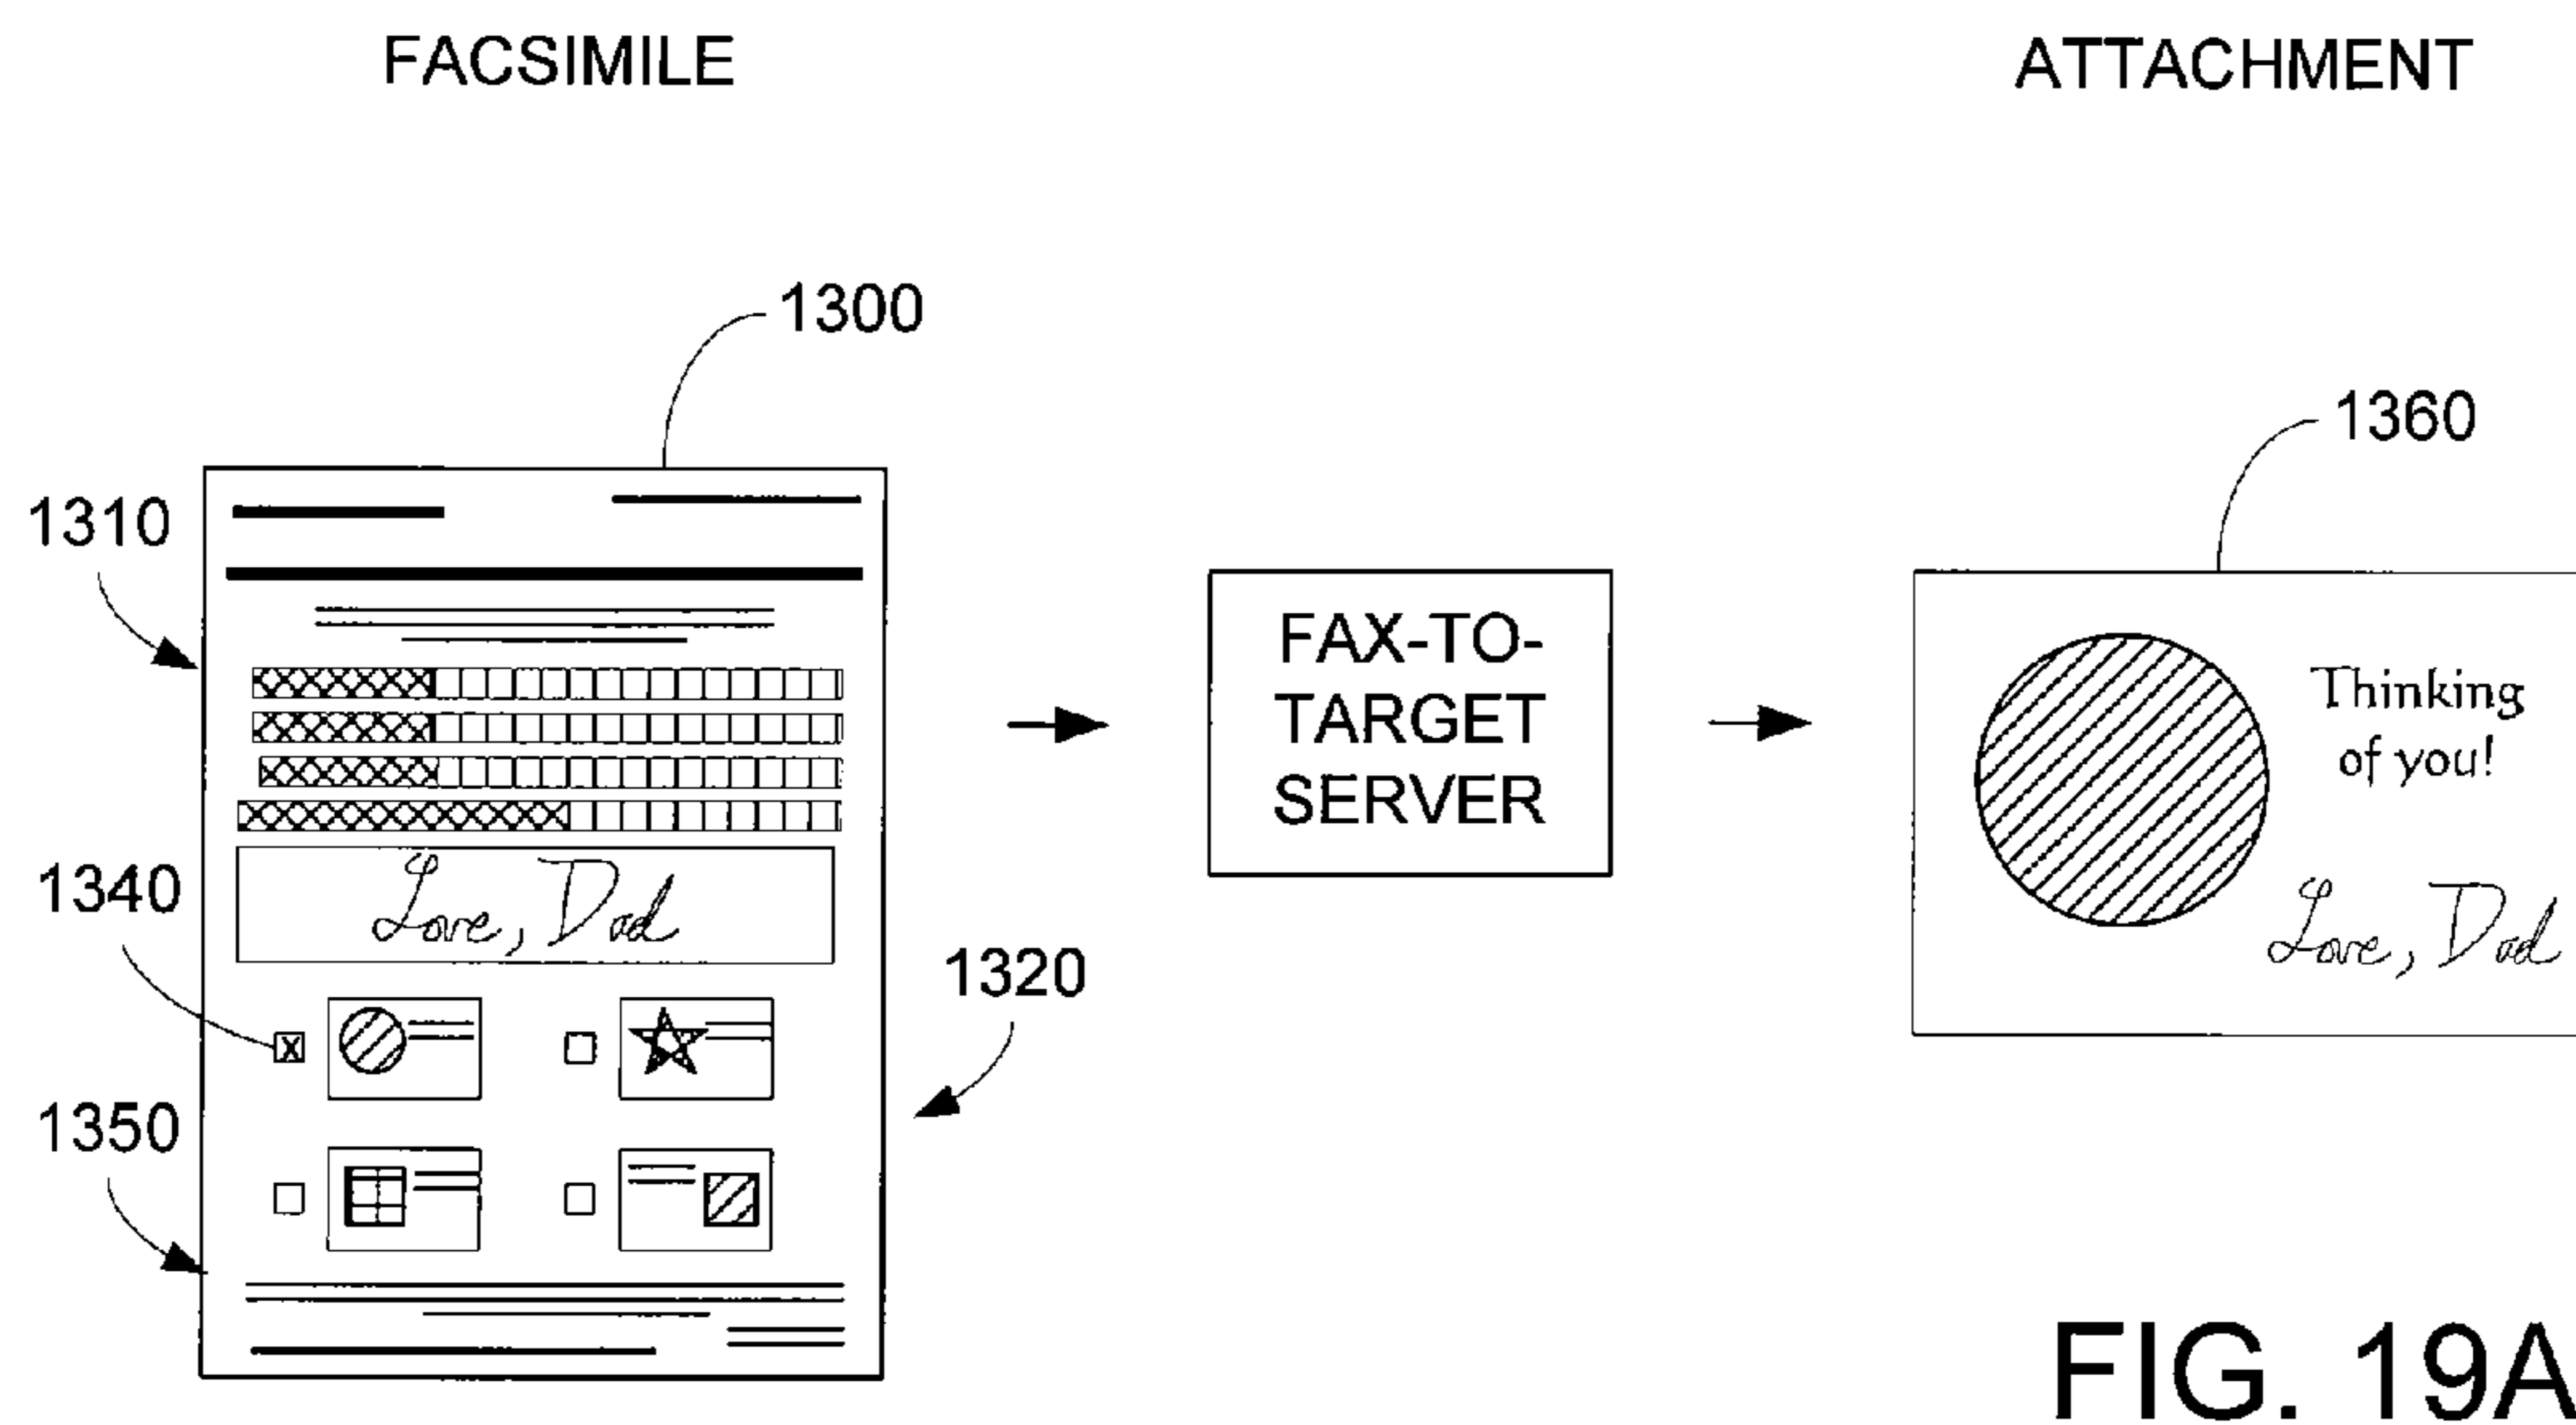 FACSIMILE
ATTACHMENT
1300
1360
1310
FAX-TO-
TARGET
SERVER
Thinking
of you!
1340
Love, Dad
Love, Dad
1320
X
1350
FIG. 19A